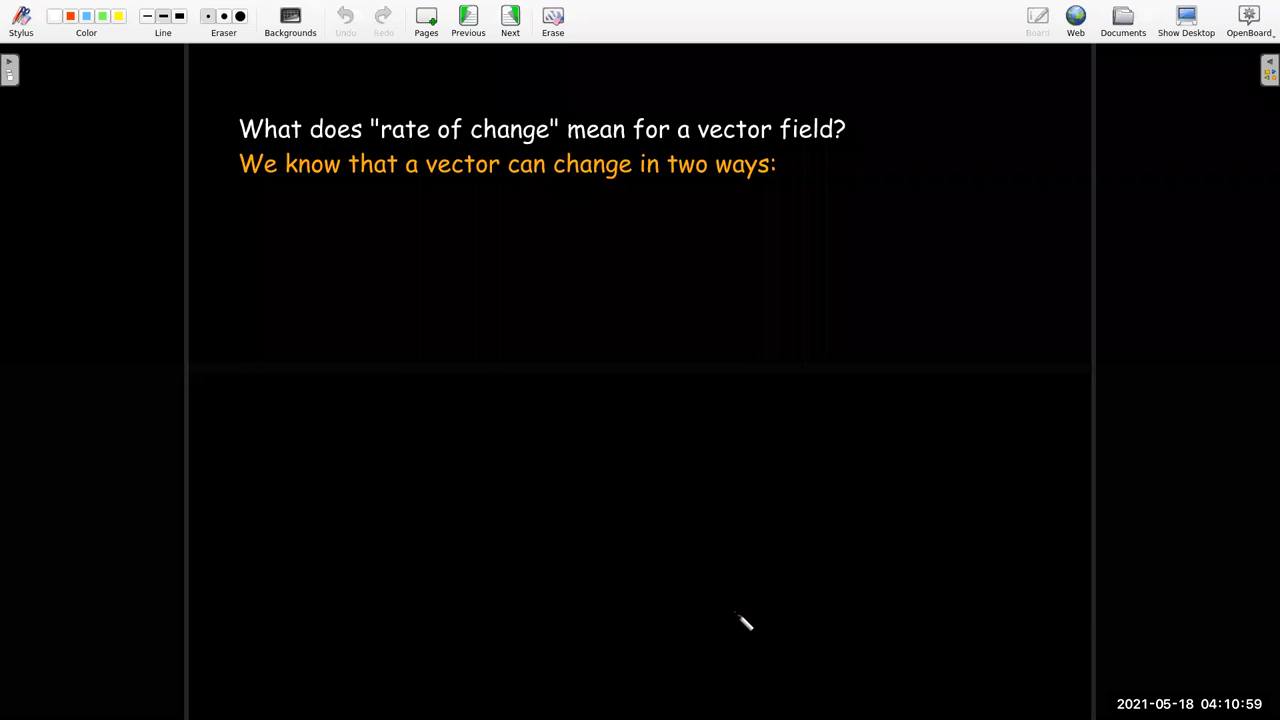 Stylus
Color
Line
Eraser
Backgrounds
Undo
Redo
Pages
Previous
Next
Erase
Board
Web
Documents
Show Desktop
OpenBoard
What does "rate of change" mean for a vector field?
We know that a vector can change in two ways:
2021-05-18 04:10:59